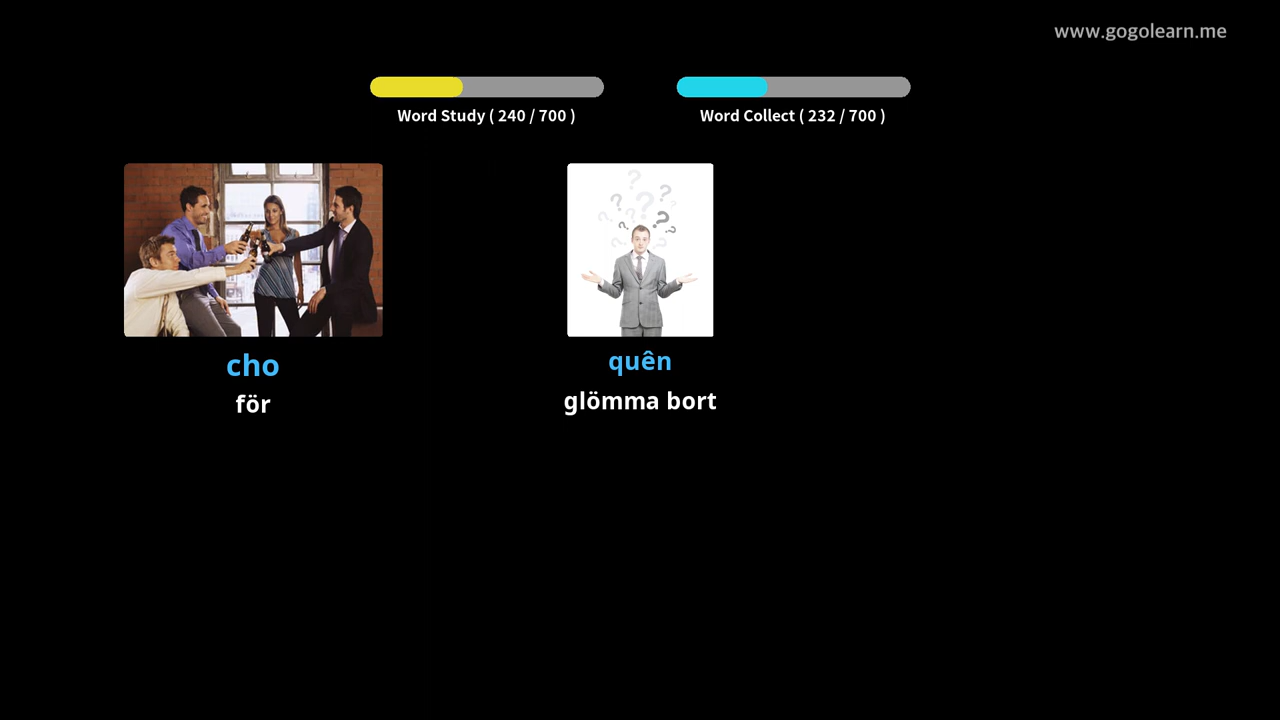 www.gogolearn.me
Word Study ( 240 / 700 )
Word Collect ( 232 / 700 )
cho
för
quên
glömma bort